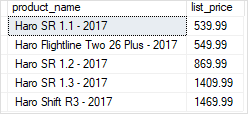 product_name list_price
Haro SR 1.1 - 2017 539.99
Haro Flightline Two 26 Plus - 2017 549.99
Haro SR 1.2 - 2017 869.99
Haro SR 1.3 - 2017 1409.99
Haro Shift R3 - 2017 1469.99